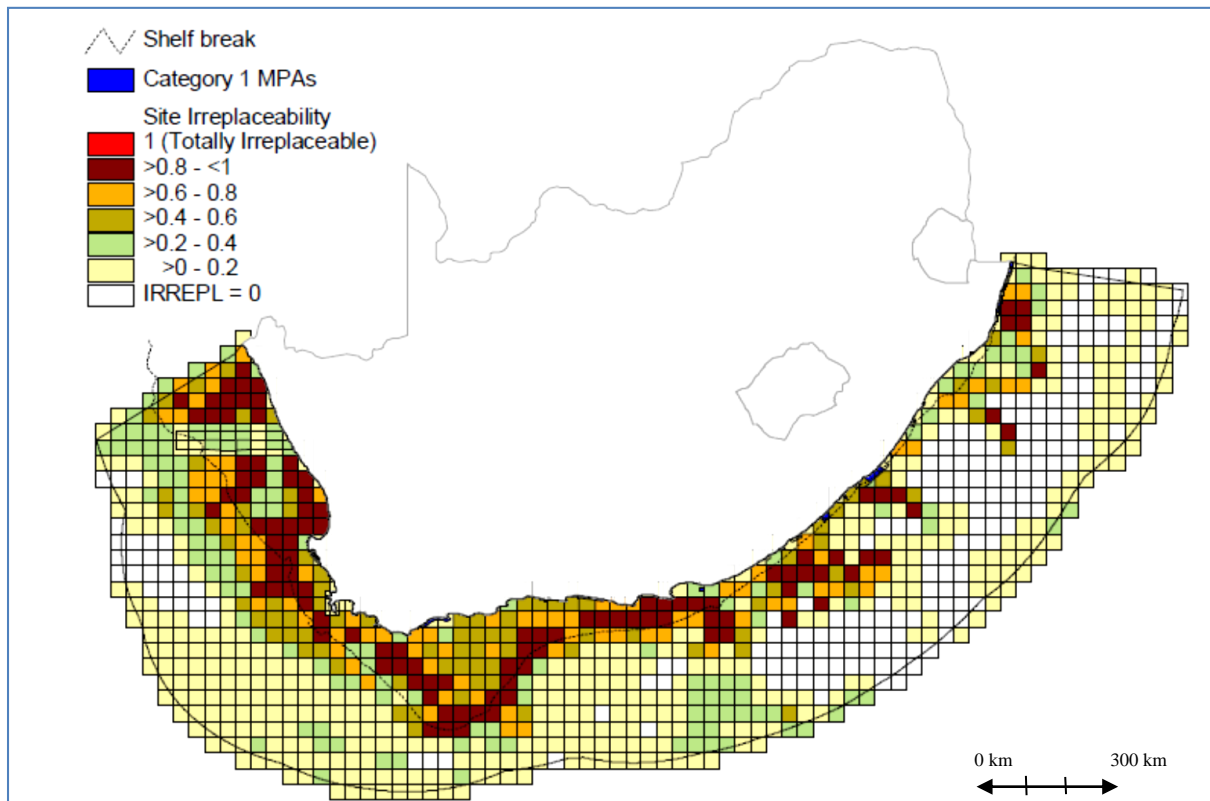 Shelf break
Category 1 MPAs
Site Irreplaceability
1 (Totally Irreplaceable)
>0.8 - <1
>0.6 - 0.8
>0.4 - 0.6
>0.2 - 0.4
>0 - 0.2
IRREPL = 0
0 km 300 km